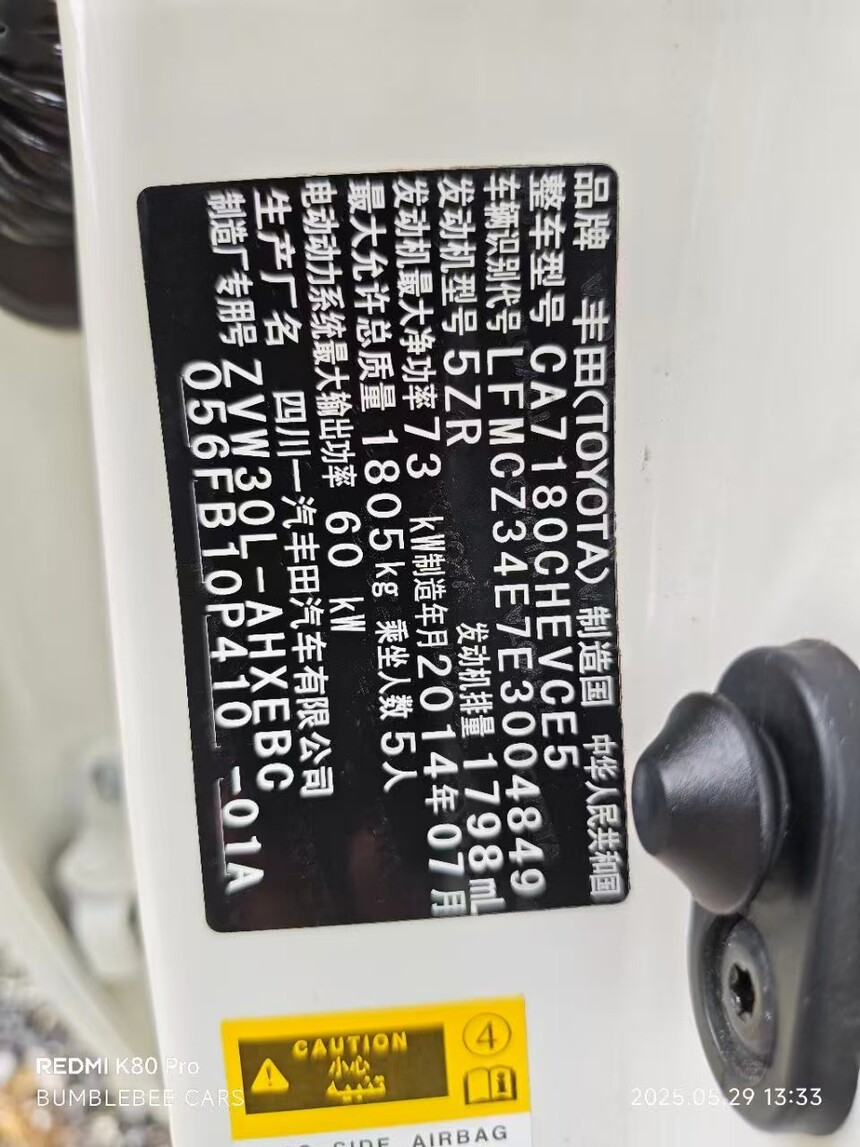 品牌 丰田(TOYOTA) 制造国 中华人民共和国
整车型号 CA7180GHEVCE5
车辆识别代号 LFMCZ34E7E3004849
发动机型号 5ZR 发动机排量 1798mL
发动机最大净功率73 kW制造年月2014年07月
最大允许总质量 1805kg 乘坐人数 5人
电动动力系统最大输出功率 60 kW
生产厂名 四川一汽丰田汽车有限公司
制造厂专用号 ZVW30L-AHXEBC
056FB10P410 -01A
CAUTION
小心
4
SIDE AIRBAG
REDMI K80 Pro
BUMBLEBEE CARS
2025.05.29 13:33